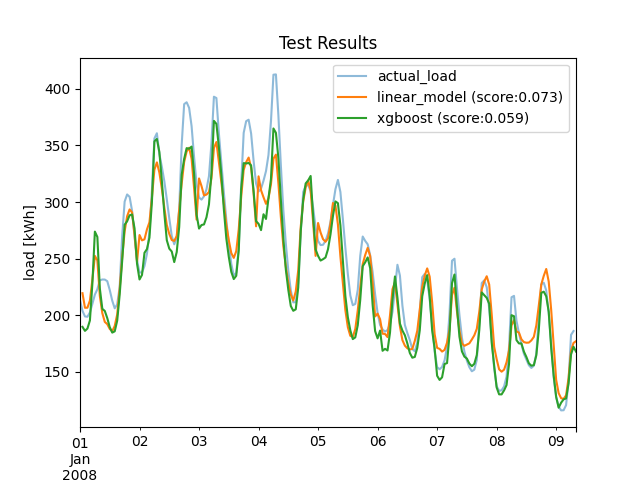 Test Results
actual_load
linear_model (score:0.073)
xgboost (score:0.059)
load [kWh]
400
350
300
250
200
150
01 02 03 04 05 06 07 08 09
Jan
2008